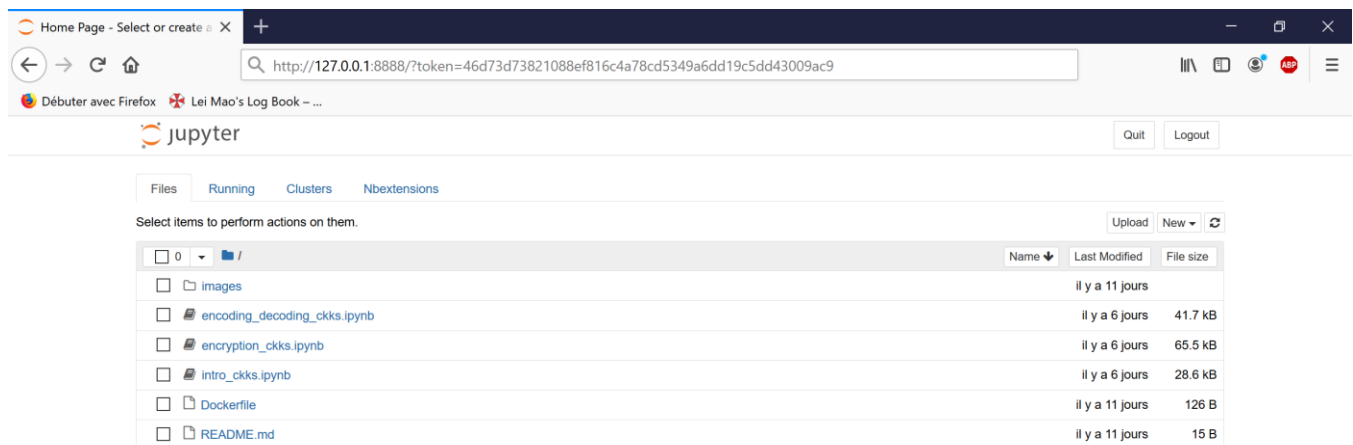 Home Page - Select or create a
http://127.0.0.1:8888/?token=46d73d73821088ef816c4a78cd5349a6dd19c5dd43009ac9
ABP
Débuter avec Firefox Lei Mao's Log Book – ...
jupyter Quit Logout
Files Running Clusters Nbextensions
Select items to perform actions on them. Upload New
0 / Name Last Modified File size
images il y a 11 jours
encoding_decoding_ckks.ipynb il y a 6 jours 41.7 kB
encryption_ckks.ipynb il y a 6 jours 65.5 kB
intro_ckks.ipynb il y a 6 jours 28.6 kB
Dockerfile il y a 11 jours 126 B
README.md il y a 11 jours 15 B